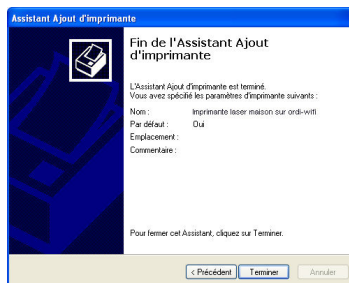 Assistant Ajout d'imprimante
Fin de l'Assistant Ajout
d'imprimante
L'Assistant Ajout d'imprimante est terminé.
Vous avez spécifié les paramètres d'imprimante suivants :
Nom : Imprimante laser maison sur ordi-wifi
Par défaut : Oui
Emplacement :
Commentaire :
Pour fermer cet Assistant, cliquez sur Terminer.
< Précédent Terminer Annuler